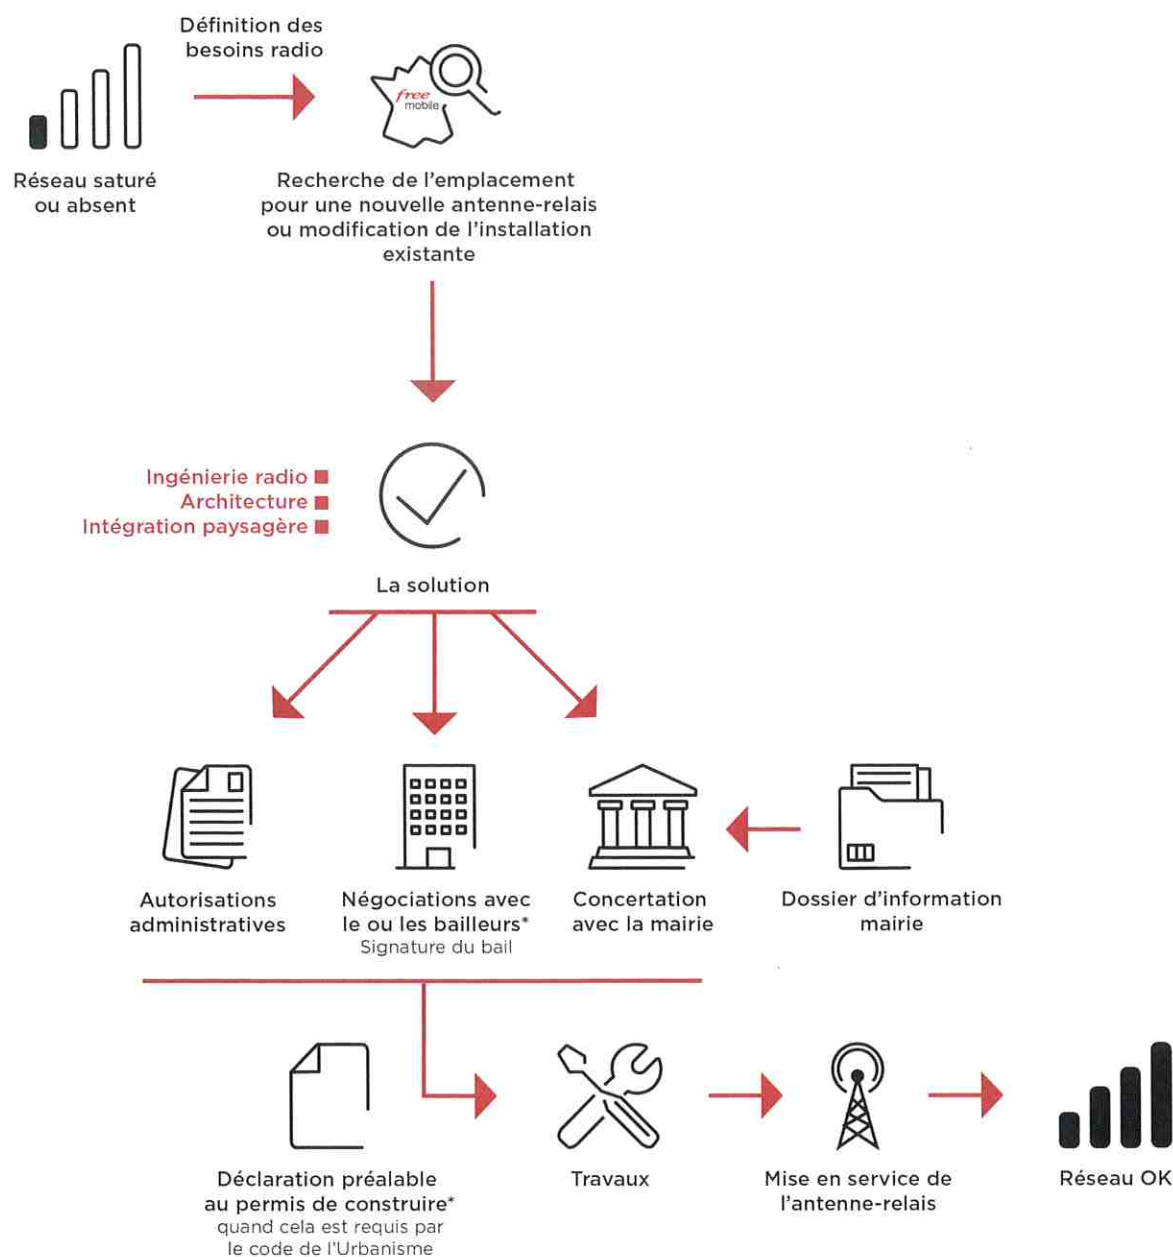 Définition des
besoins radio
free
mobile
Réseau saturé
ou absent
Recherche de l'emplacement
pour une nouvelle antenne-relais
ou modification de l'installation
existante
Ingénierie radio
Architecture
Intégration paysagère
La solution
Autorisations
administratives
Négociations avec
le ou les bailleurs*
Signature du bail
Concertation
avec la mairie
Dossier d'information
mairie
Déclaration préalable
au permis de construire*
quand cela est requis par
le code de l'Urbanisme
Travaux
Mise en service de
l'antenne-relais
Réseau OK